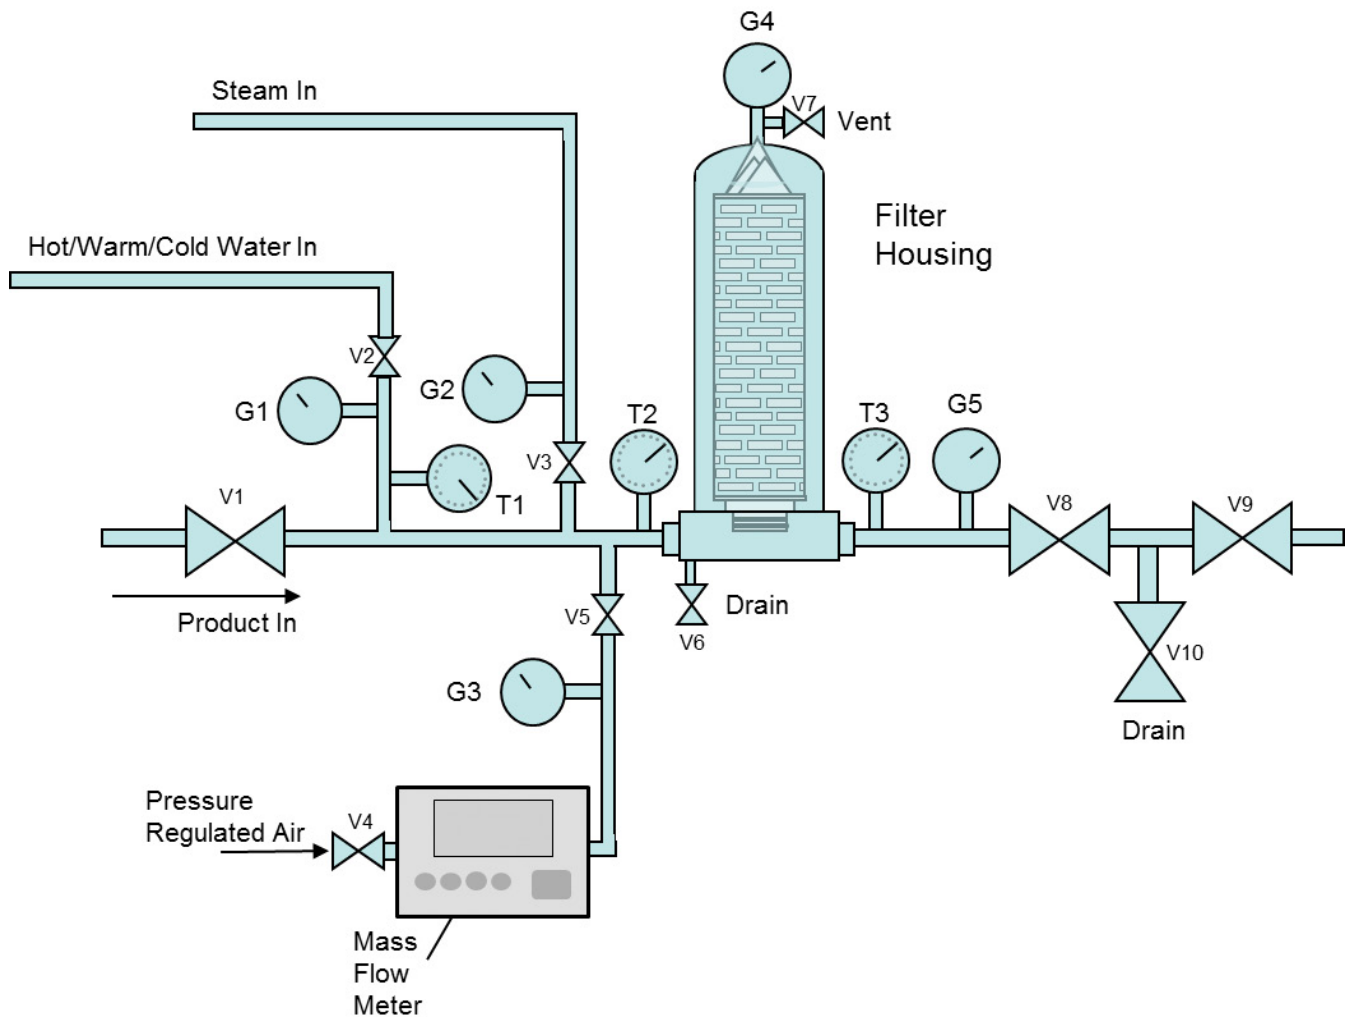 G4
Steam In
V7
Vent
Filter
Housing
Hot/Warm/Cold Water In
V2
G1
G2
T2
T3
G5
V3
T1
V1
V8
V9
Product In
V5
Drain
V6
V10
G3
Drain
Pressure
Regulated Air
V4
Mass
Flow
Meter